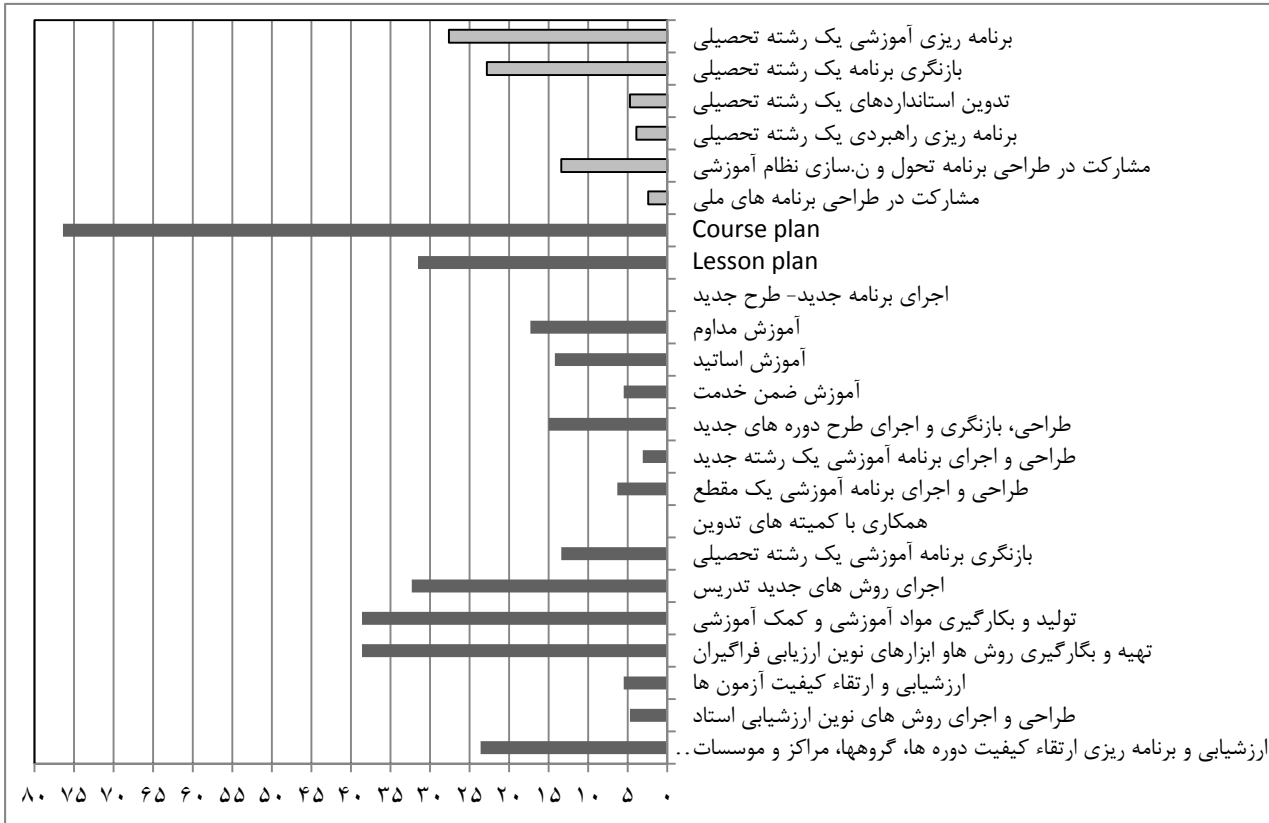 برنامه ریزی آموزشی یک رشته تحصیلی
بازنگری برنامه یک رشته تحصیلی
تدوین استانداردهای یک رشته تحصیلی
برنامه ریزی راهبردی یک رشته تحصیلی
مشارکت در طراحی برنامه تحول و ن.سازی نظام آموزشی
مشارکت در طراحی برنامه های ملی
Course plan
Lesson plan
اجرای برنامه جدید- طرح جدید
آموزش مداوم
آموزش اساتید
آموزش ضمن خدمت
طراحی، بازنگری و اجرای طرح دوره های جدید
طراحی و اجرای برنامه آموزشی یک رشته جدید
طراحی و اجرای برنامه آموزشی یک مقطع
همکاری با کمیته های تدوین
بازنگری برنامه آموزشی یک رشته تحصیلی
اجرای روش های جدید تدریس
تولید و بکارگیری مواد آموزشی و کمک آموزشی
تهیه و بگارگیری روش هاو ابزارهای نوین ارزیابی فراگیران
ارزشیابی و ارتقاء کیفیت آزمون ها
طراحی و اجرای روش های نوین ارزشیابی استاد
ارزشیابی و برنامه ریزی ارتقاء کیفیت دوره ها، گروهها، مراکز و موسسات..
۸۰ ۷۵ ۷۰ ۶۵ ۶۰ ۵۵ ۵۰ ۴۵ ۴۰ ۳۵ ۳۰ ۲۵ ۲۰ ۱۵ ۱۰ ۵ ۰